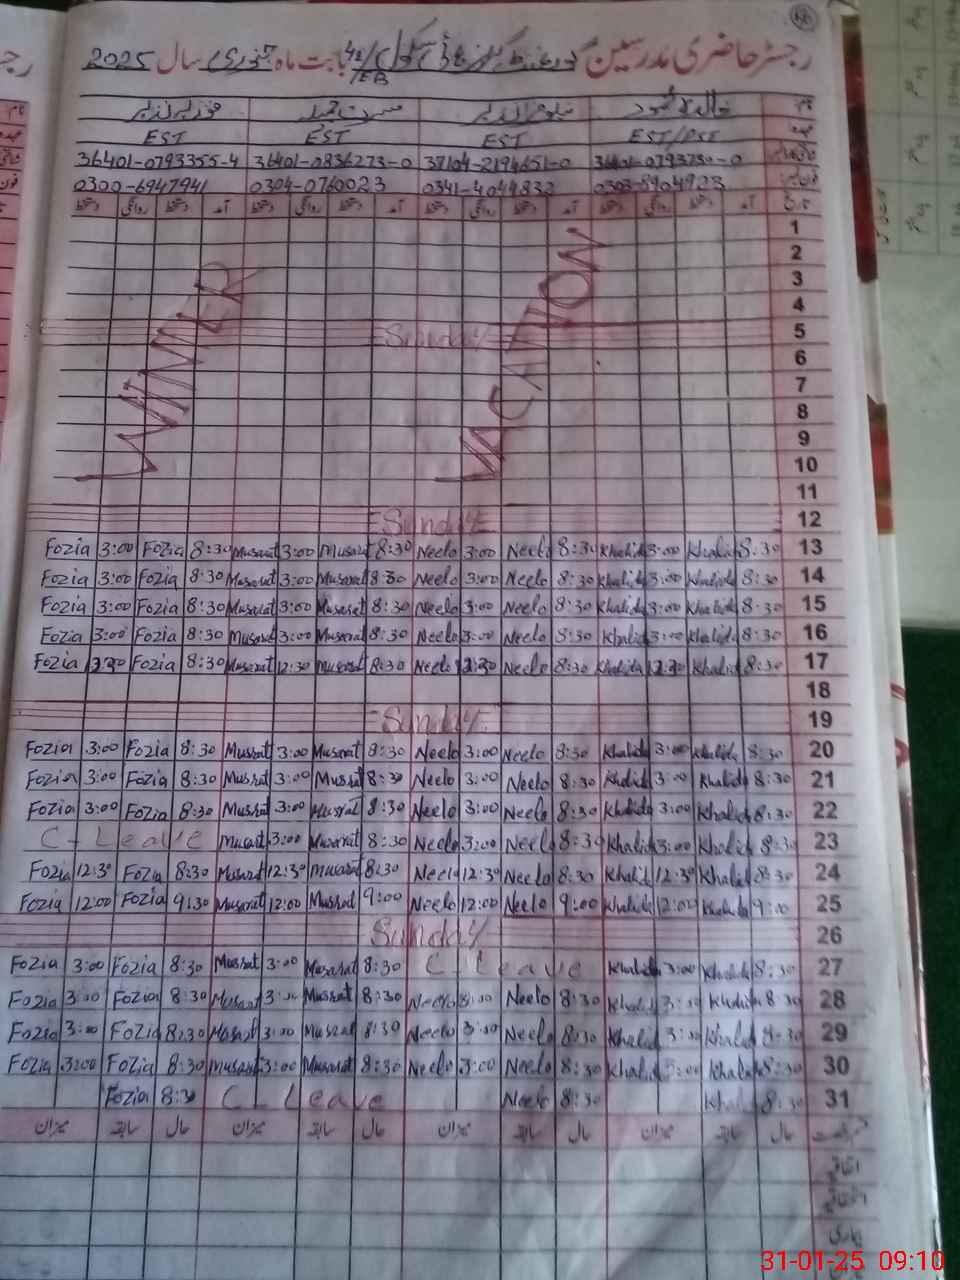 رجسٹر حاضری مدرسین گورنمنٹ گرلز ہائی سکول 42/EB بابت ماہ جنوری سال 2025
EST/DSE EST EST EST
36401-0793355-4 36401-0836273-0 37104-2194651-0
0300-6947941 0304-0760023 0341-4044832 0303-8904923
1
2
3
4
Sunday 5
6
7
8
9
10
11
WINTER VACATION
Sunday 12
Fozia 3:00 Fozia 8:30 Musarat 3:00 Musarat 8:30 Neelo 3:00 Neelo 8:30 Khalida 3:00 Khalida 8:30 13
Fozia 3:00 Fozia 8:30 Musarat 3:00 Musarat 8:30 Neelo 3:00 Neelo 8:30 Khalida 3:00 Khalida 8:30 14
Fozia 3:00 Fozia 8:30 Musarat 3:00 Musarat 8:30 Neelo 3:00 Neelo 8:30 Khalida 3:00 Khalida 8:30 15
Fozia 3:00 Fozia 8:30 Musarat 3:00 Musarat 8:30 Neelo 3:00 Neelo 8:30 Khalida 3:00 Khalida 8:30 16
Fozia 12:30 Fozia 8:30 Musarat 12:30 Musarat 8:30 Neelo 12:30 Neelo 8:30 Khalida 12:30 Khalida 8:30 17
18
Sunday 19
Fozia 3:00 Fozia 8:30 Mussrat 3:00 Musarat 8:30 Neelo 3:00 Neelo 8:30 Khalida 3:00 Khalida 8:30 20
Fozia 3:00 Fozia 8:30 Mussrat 3:00 Mussrat 8:30 Neelo 3:00 Neelo 8:30 Khalida 3:00 Khalida 8:30 21
Fozia 3:00 Fozia 8:30 Mussrat 3:00 Mussrat 8:30 Neelo 3:00 Neelo 8:30 Khalida 3:00 Khalida 8:30 22
C-Leave Musarat 3:00 Musarat 8:30 Neelo 3:00 Neelo 8:30 Khalida 3:00 Khalida 8:30 23
Fozia 12:30 Fozia 8:30 Musarat 12:30 Musarat 8:30 Neelo 12:30 Neelo 8:30 Khalida 12:30 Khalida 8:30 24
Fozia 12:00 Fozia 9:30 Musarat 12:00 Mussrat 9:00 Neelo 12:00 Neelo 9:00 Khalida 12:00 Khalida 9:00 25
Sunday 26
Fozia 3:00 Fozia 8:30 Mussrat 3:00 Musarat 8:30 C-Leave Khalida 3:00 Khalida 8:30 27
Fozia 3:00 Fozia 8:30 Musarat 3:00 Mussrat 8:30 Neelo 3:00 Neelo 8:30 Khalida 3:00 Khalida 8:30 28
Fozia 3:00 Fozia 8:30 Mosarat 3:00 Mussrat 8:30 Neelo 3:00 Neelo 8:30 Khalida 3:00 Khalida 8:30 29
Fozia 3:00 Fozia 8:30 Musarat 3:00 Musarat 8:30 Neelo 3:00 Neelo 8:30 Khalida 3:00 Khalida 8:30 30
Fozia 8:30 C-Leave Neelo 8:30 Khalida 8:30 31
میزان سابقہ حال میزان سابقہ حال میزان سابقہ حال میزان سابقہ حال
اتفاقیہ
استحقاقیہ
بیماری
31-01-25 09:10